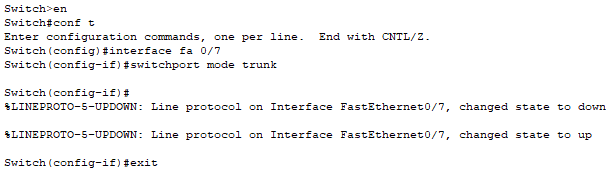 Switch>en
Switch#conf t
Enter configuration commands, one per line.  End with CNTL/Z.
Switch(config)#interface fa 0/7
Switch(config-if)#switchport mode trunk
Switch(config-if)#
%LINEPROTO-5-UPDOWN: Line protocol on Interface FastEthernet0/7, changed state to down
%LINEPROTO-5-UPDOWN: Line protocol on Interface FastEthernet0/7, changed state to up
Switch(config-if)#exit